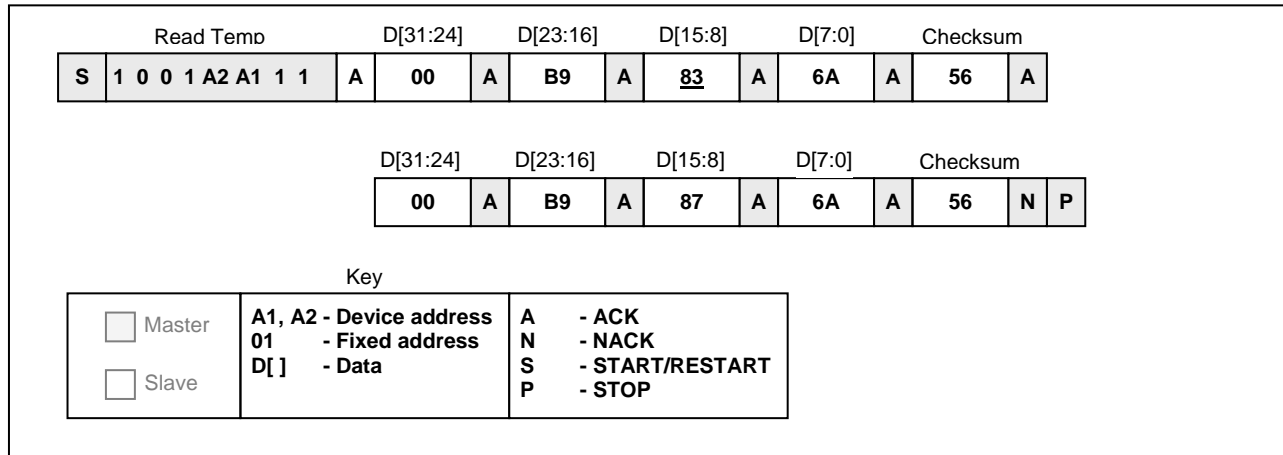 Read Temp D[31:24] D[23:16] D[15:8] D[7:0] Checksum
S 1 0 0 1 A2 A1 1 1 A 00 A B9 A 83 A 6A A 56 A
D[31:24] D[23:16] D[15:8] D[7:0] Checksum
00 A B9 A 87 A 6A A 56 N P
Key
Master
Slave
A1, A2 - Device address
01 - Fixed address
D[ ] - Data
A - ACK
N - NACK
S - START/RESTART
P - STOP